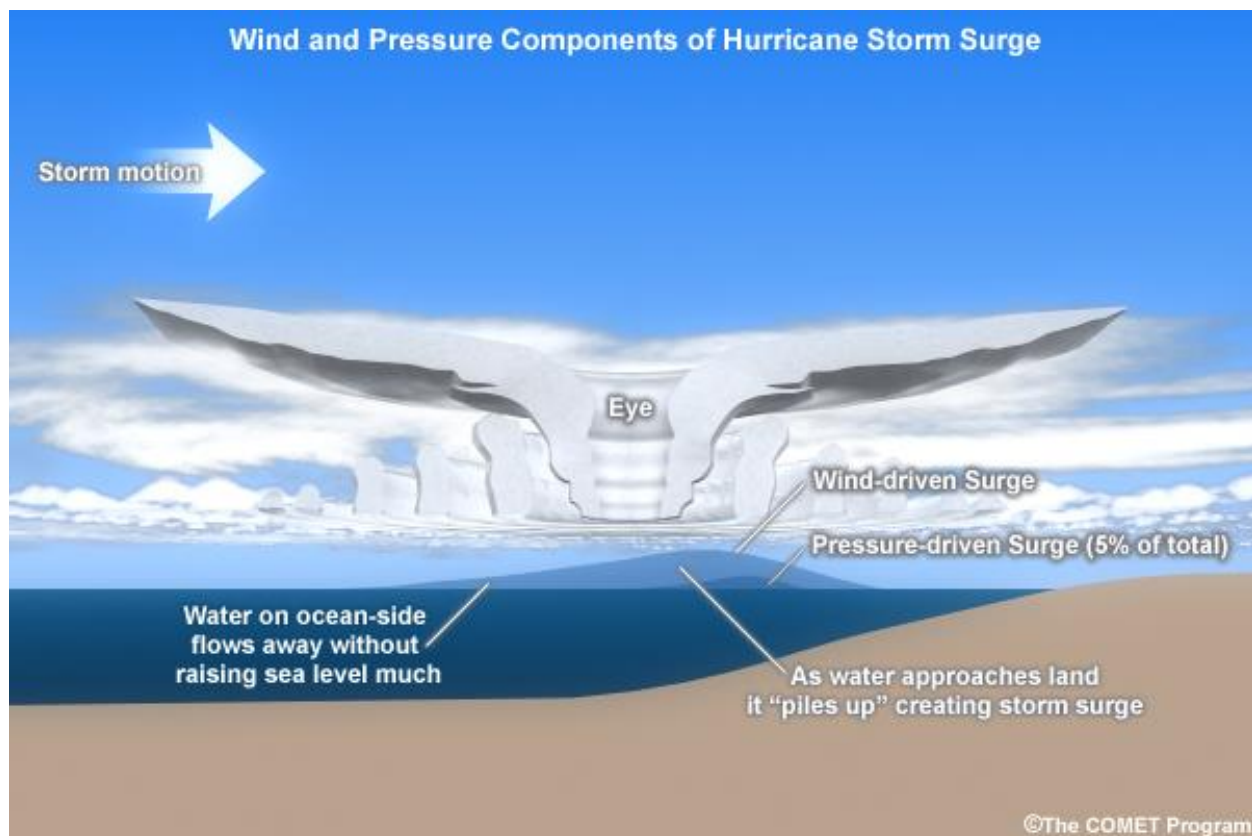 Wind and Pressure Components of Hurricane Storm Surge
Storm motion
Eye
Wind-driven Surge
Pressure-driven Surge (5% of total)
Water on ocean-side
flows away without
raising sea level much
As water approaches land
it “piles up” creating storm surge
©The COMET Program